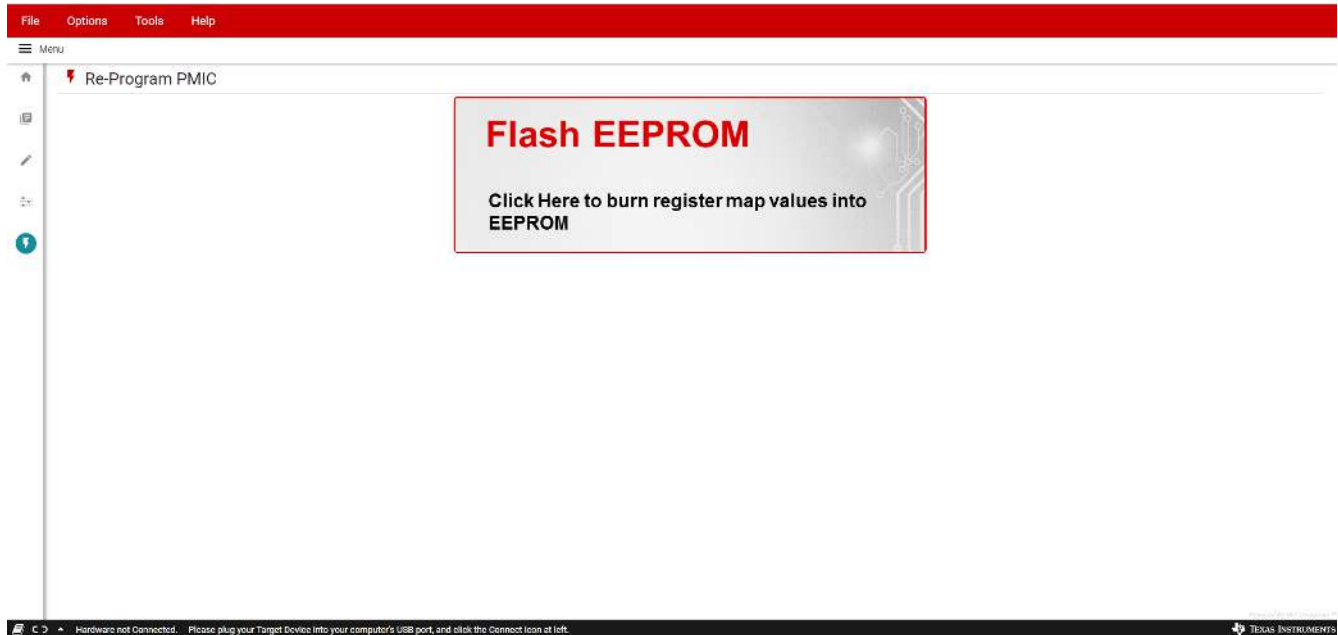 File Options Tools Help
Menu
Re-Program PMIC
Flash EEPROM
Click Here to burn register map values into
EEPROM
Hardware not Connected. Please plug your Target Device into your computer's USB port, and click the Connect icon at left.
TEXAS INSTRUMENTS